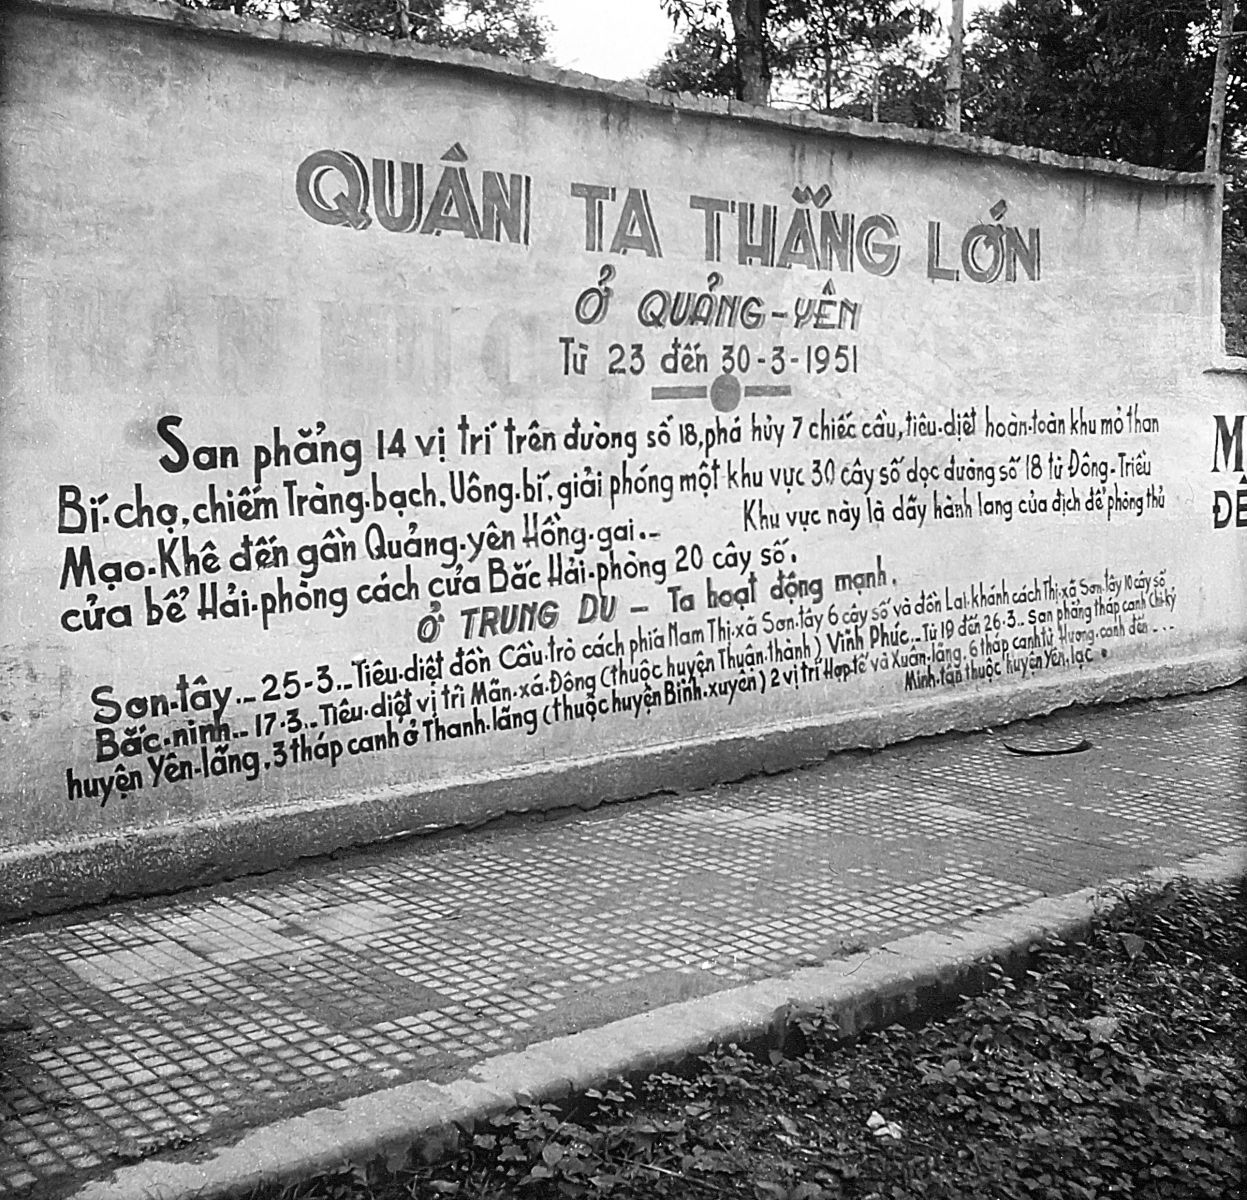 QUÂN TA THẮNG LỚN
Ở QUẢNG-YÊN
Từ 23 đến 30-3-1951
San phẳng 14 vị trí trên đường số 18, phá hủy 7 chiếc cầu, tiêu-diệt hoàn-toàn khu mỏ than
Bí-chợ, chiếm Tràng-bạch, Uông-bí, giải phóng một khu vực 30 cây số dọc đường số 18 từ Đông-Triều
Mạo-Khê đến gần Quảng-yên Hồng-gai.- Khu vực này là dẫy hành lang của địch để phòng thủ
cửa bể Hải-phòng cách cửa Bắc Hải-phòng 20 cây số.
Ở TRUNG DU – Ta hoạt động mạnh.
Sơn-tây.- 25-3.- Tiêu-diệt đồn Cầu-trò cách phía Nam Thị-xã Sơn-tây 6 cây số và đồn Lai-khánh cách Thị-xã Sơn-tây 10 cây số
Bắc-ninh.- 17-3.- Tiêu-diệt vị trí Mãn-xá-Đông (thuộc huyện Thuận-thành) Vĩnh Phúc.- Từ 19 đến 26-3.- San phẳng tháp canh Chi-kỳ
huyện Yên-lãng, 3 tháp canh ở Thanh-lãng (thuộc huyện Bình-xuyên) 2 vị trí Hợp-tế và Xuân-lãng, 6 tháp canh từ Hương-canh đến ...
Minh-tân thuộc huyện Yên-lạc.
M
ĐÊ